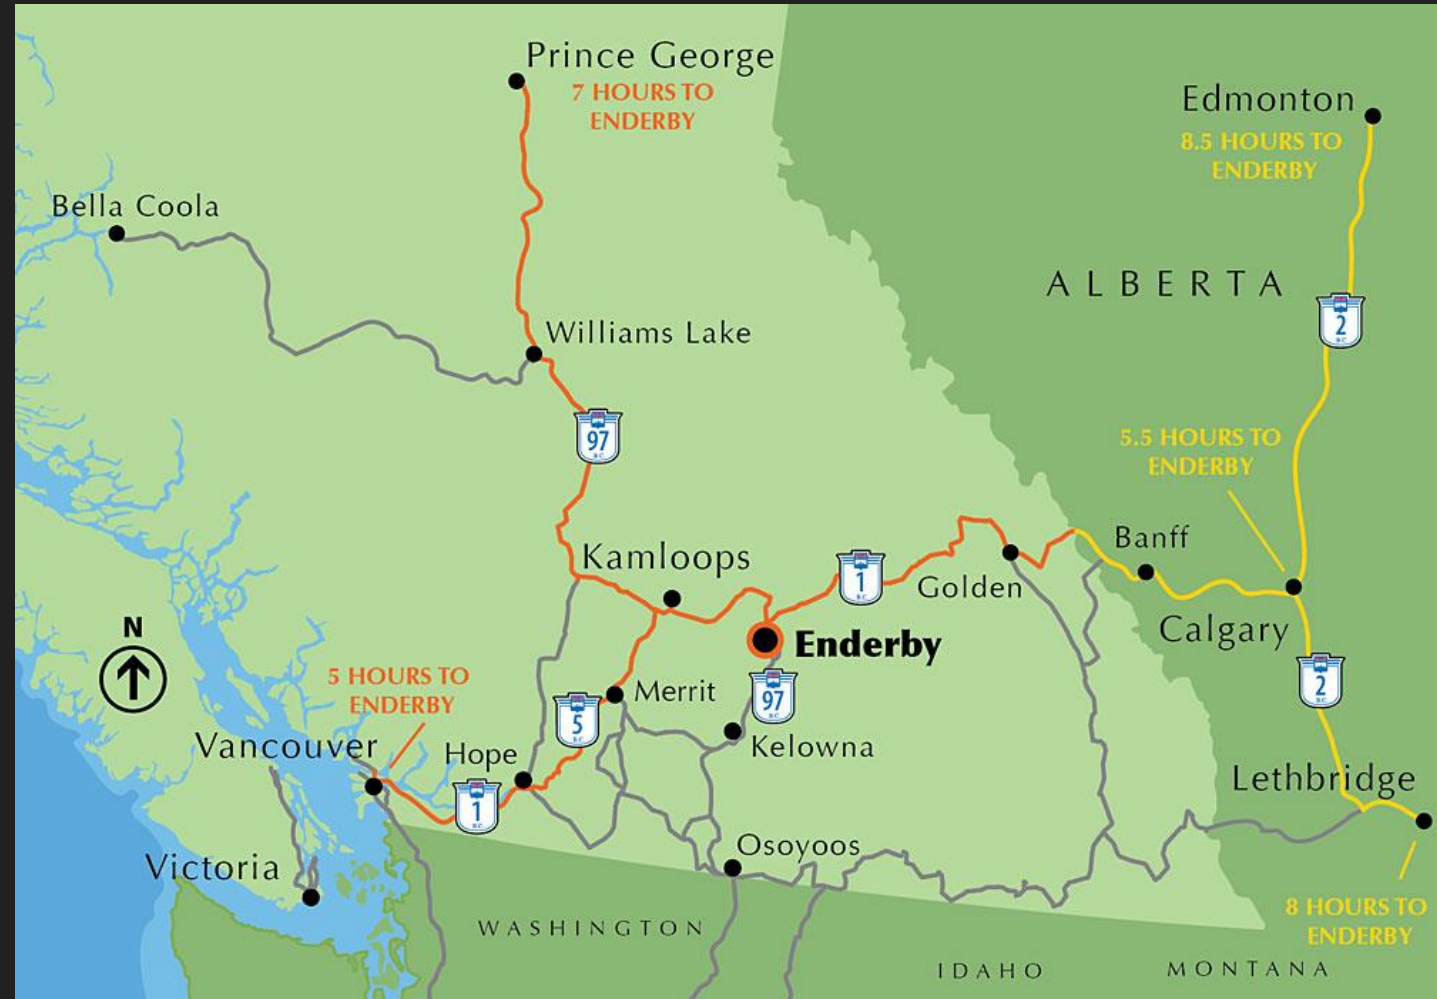 Prince George
7 HOURS TO
ENDERBY
Edmonton
8.5 HOURS TO
ENDERBY
Bella Coola
ALBERTA
2
Williams Lake
97
B.C.
5.5 HOURS TO
ENDERBY
Banff
Kamloops
1
B.C.
Golden
Calgary
N
Enderby
5 HOURS TO
ENDERBY
Merrit
97
B.C.
2
5
B.C.
Vancouver
Hope
Kelowna
1
B.C.
Lethbridge
Osoyoos
Victoria
8 HOURS TO
ENDERBY
WASHINGTON
IDAHO
MONTANA